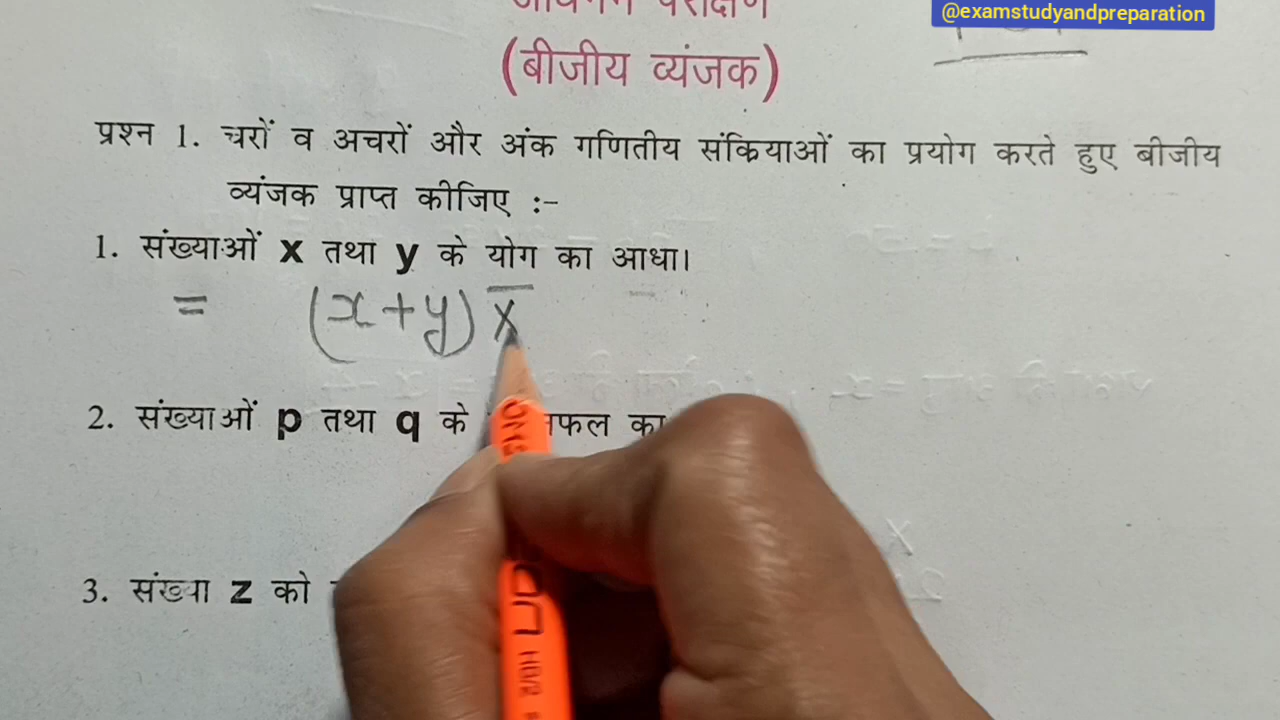 @examstudyandpreparation
(बीजीय व्यंजक)
प्रश्न 1. चरों व अचरों और अंक गणितीय संकियाओं का प्रयोग करते हुए बीजीय
व्यंजक प्राप्त कीजिए :-
1. संख्याओं x तथा y के योग का आधा।
= (x+y) x
2. संख्याओं p तथा q के
का
3. संख्या z को